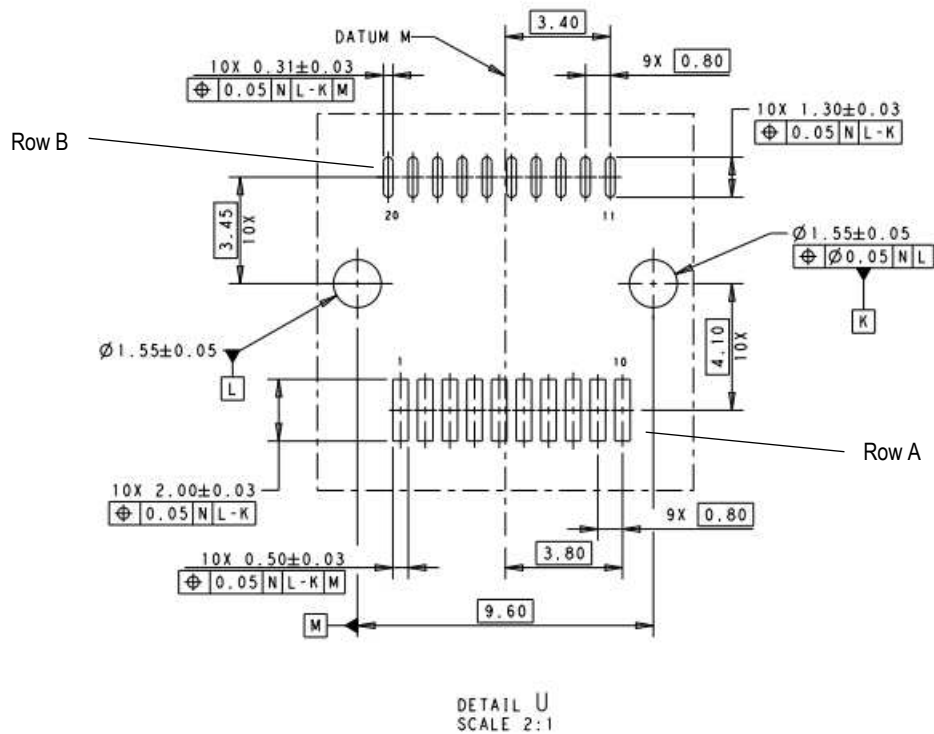 3.40
DATUM M
10X 0.31±0.03
⌖ 0.05 N L-K M
9X 0.80
10X 1.30±0.03
⌖ 0.05 N L-K
Row B
20
11
3.45
10X
Ø1.55±0.05
⌖ Ø0.05 N L
K
Ø1.55±0.05
L
4.10
10X
1
10
Row A
10X 2.00±0.03
⌖ 0.05 N L-K
9X 0.80
10X 0.50±0.03
⌖ 0.05 N L-K M
3.80
9.60
M
DETAIL U
SCALE 2:1